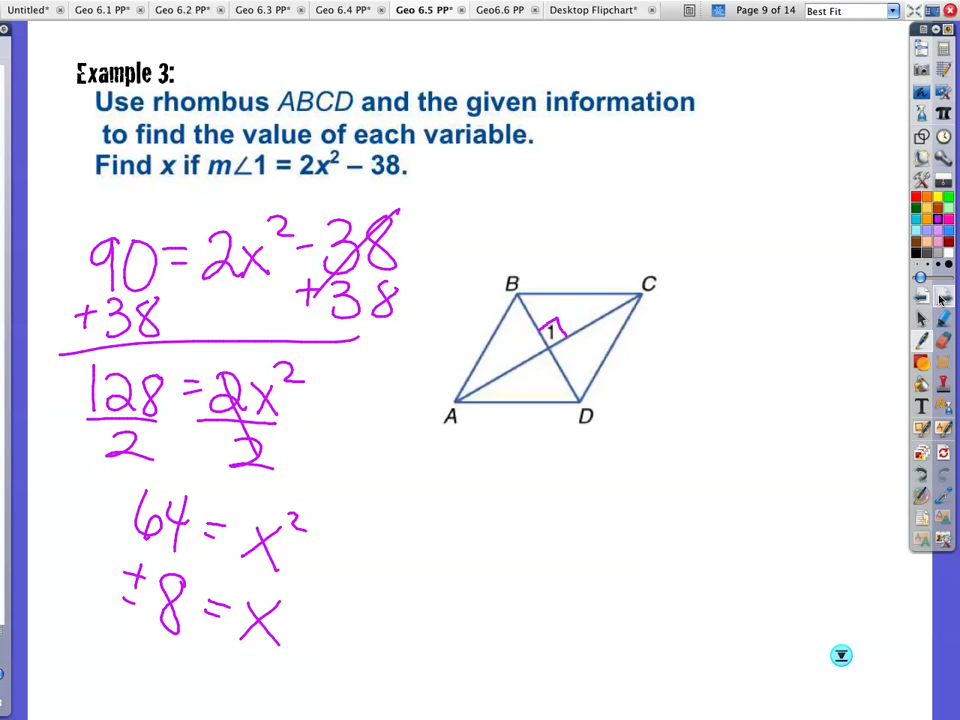 Untitled* Geo 6.1 PP* Geo 6.2 PP* Geo 6.3 PP* Geo 6.4 PP* Geo 6.5 PP* Geo6.6 PP Desktop Flipchart* Page 9 of 14 Best Fit
Example 3:
Use rhombus ABCD and the given information
to find the value of each variable.
Find x if m∠1 = 2x² – 38.
90 = 2x² - 38
+38 +38
128 = 2x²
2 2
64 = x²
± 8 = x
B C
1
A D